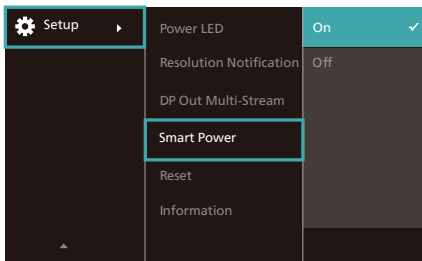 Setup
Power LED
Resolution Notification
DP Out Multi-Stream
Smart Power
Reset
Information
On
Off